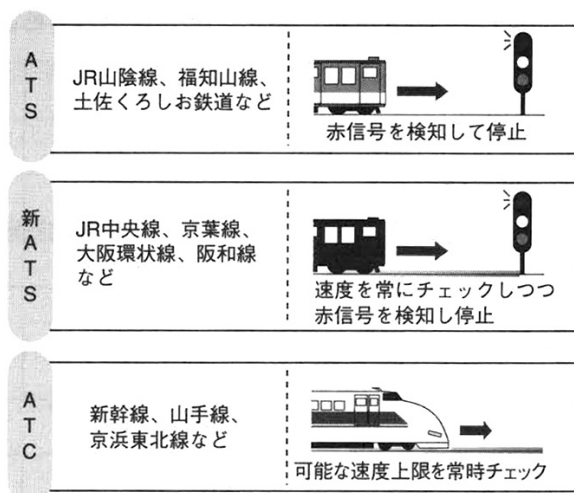 ATS
JR山陰線、福知山線、
土佐くろしお鉄道など
赤信号を検知して停止
新ATS
JR中央線、京葉線、
大阪環状線、阪和線
など
速度を常にチェックしつつ
赤信号を検知し停止
ATC
新幹線、山手線、
京浜東北線など
可能な速度上限を常時チェック